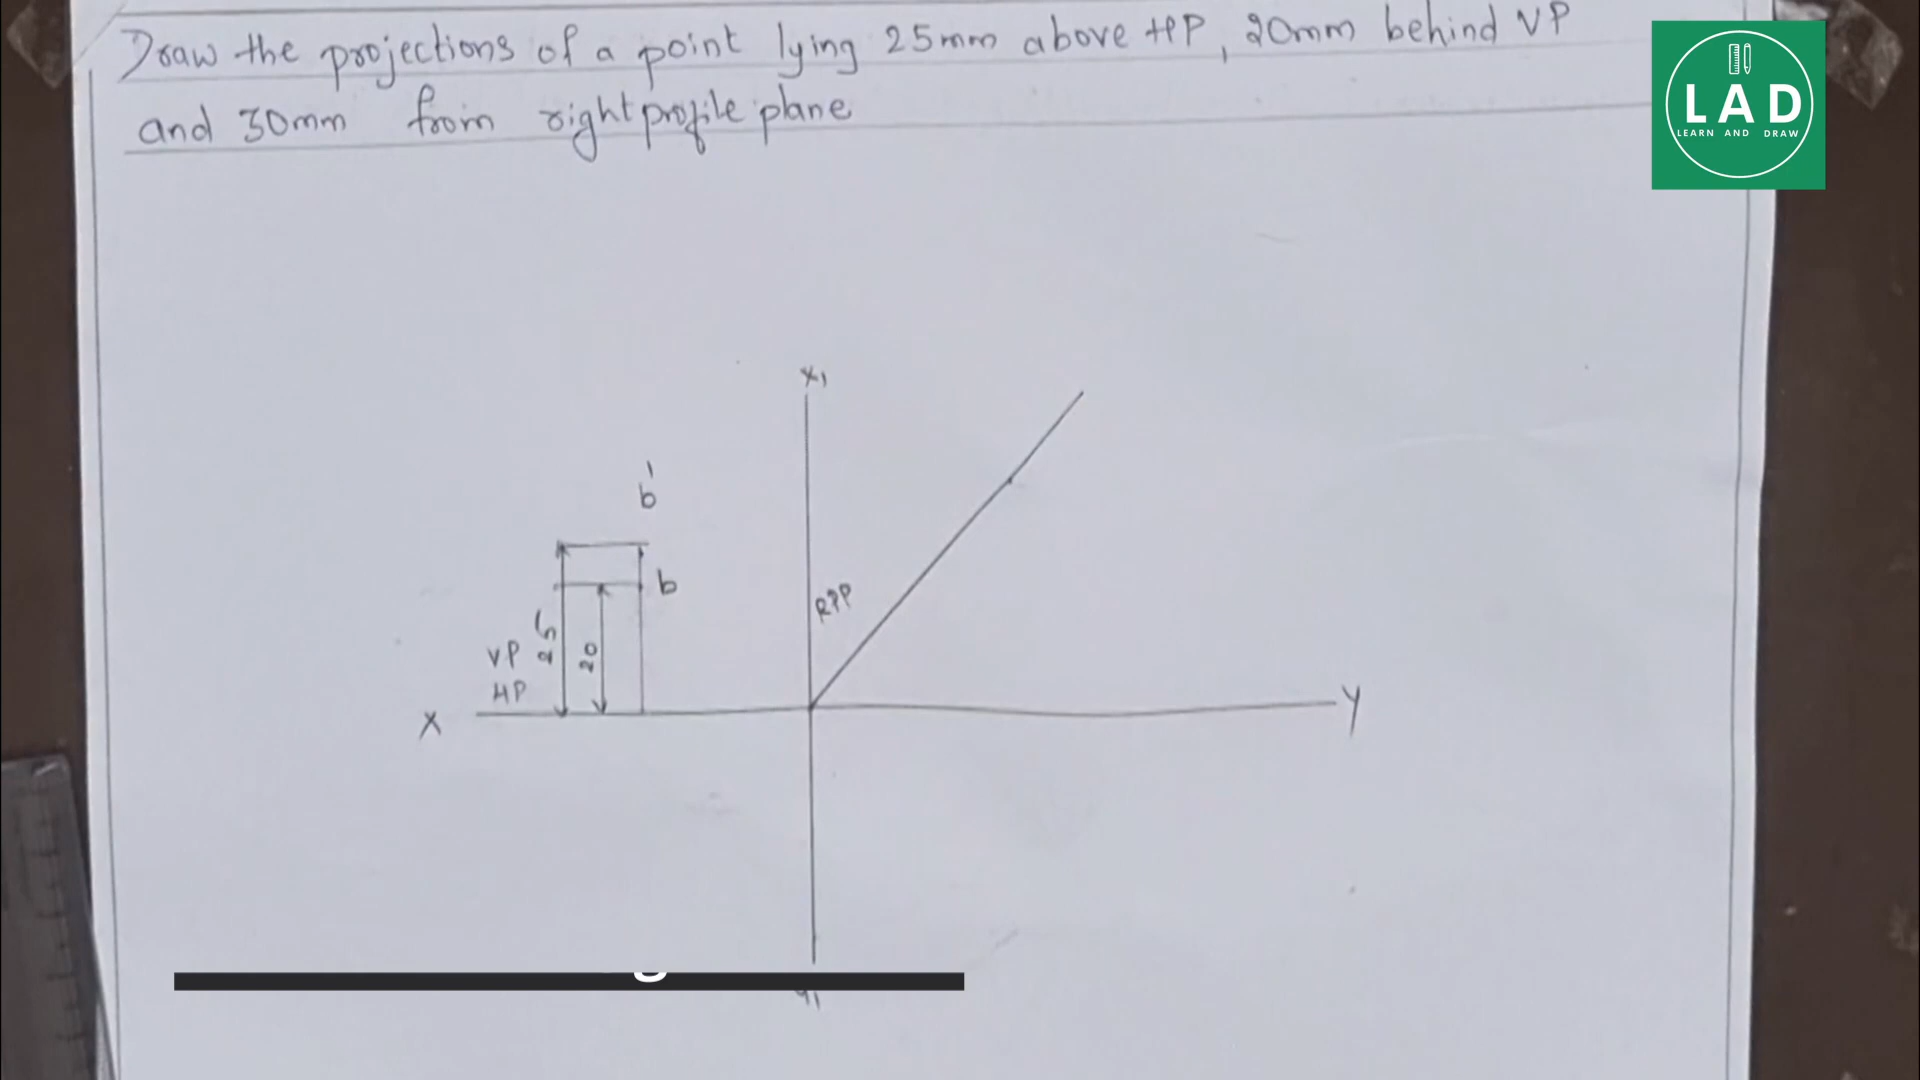 Draw the projections of a point lying 25mm above HP, 20mm behind VP
and 30mm from right profile plane
LAD
LEARN AND DRAW
X1
b'
b
RPP
25
20
VP
HP
X
Y
Y1